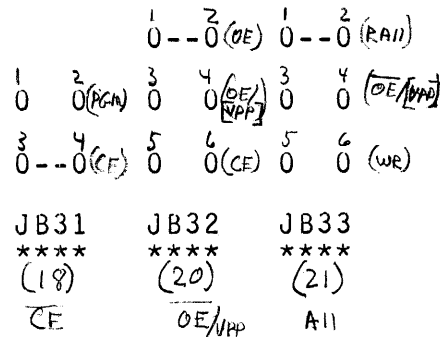 1 2 1 2
0--0 (OE) 0--0 (RA11)
1 2 3 4 3 4
0 0 (PGM) 0 0 (OE/[VPP]) 0 0 (OE/[VPP])
3 4 5 6 5 6
0--0 (CE) 0 0 (CE) 0 0 (WR)
JB31 JB32 JB33
**** **** ****
(18) (20) (21)
CE OE/VPP A11